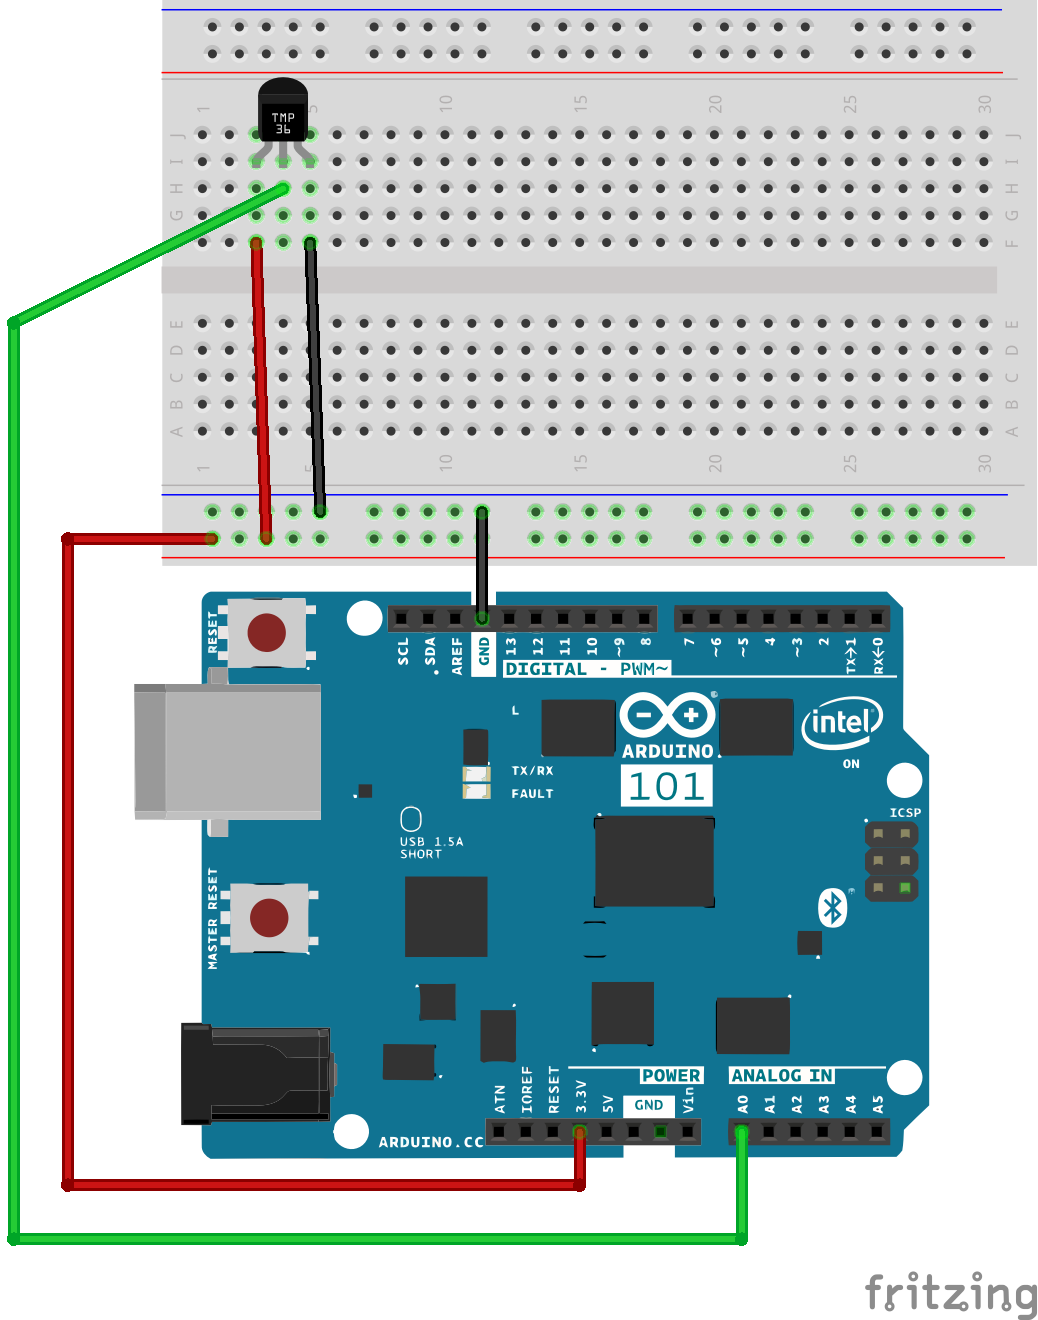 1 5 10 15 20 25 30
TMP
36
J J
I I
H H
G G
F F
E E
D D
C C
B B
A A
1 5 10 15 20 25 30
RESET
SCL SDA AREF GND 13 12 11 10 ~9 8 7 ~6 ~5 4 ~3 2 TX→1 RX←0
DIGITAL - PWM~
L
ARDUINO
intel
101
TX/RX
ON
FAULT
ICSP
USB 1.5A
SHORT
MASTER RESET
POWER ANALOG IN
ATN IOREF RESET 3.3V 5V GND Vin A0 A1 A2 A3 A4 A5
ARDUINO.CC
fritzing